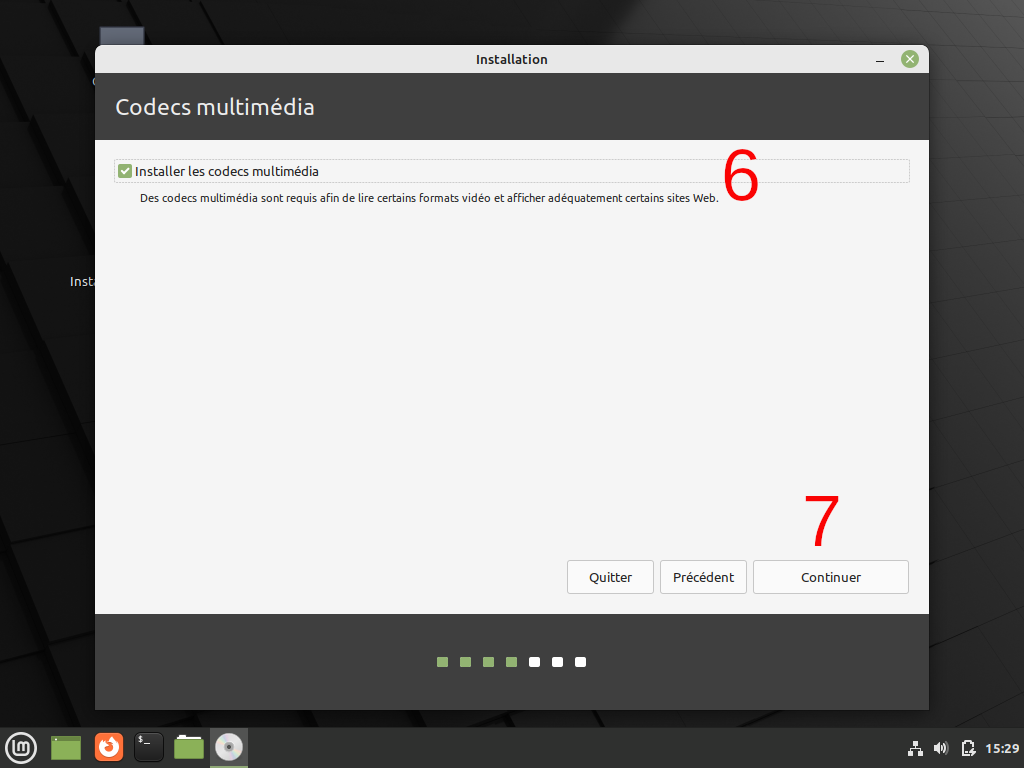 Installation
Codecs multimédia
Installer les codecs multimédia
6
Des codecs multimédia sont requis afin de lire certains formats vidéo et afficher adéquatement certains sites Web.
Insta
7
Quitter
Précédent
Continuer
$_
15:29